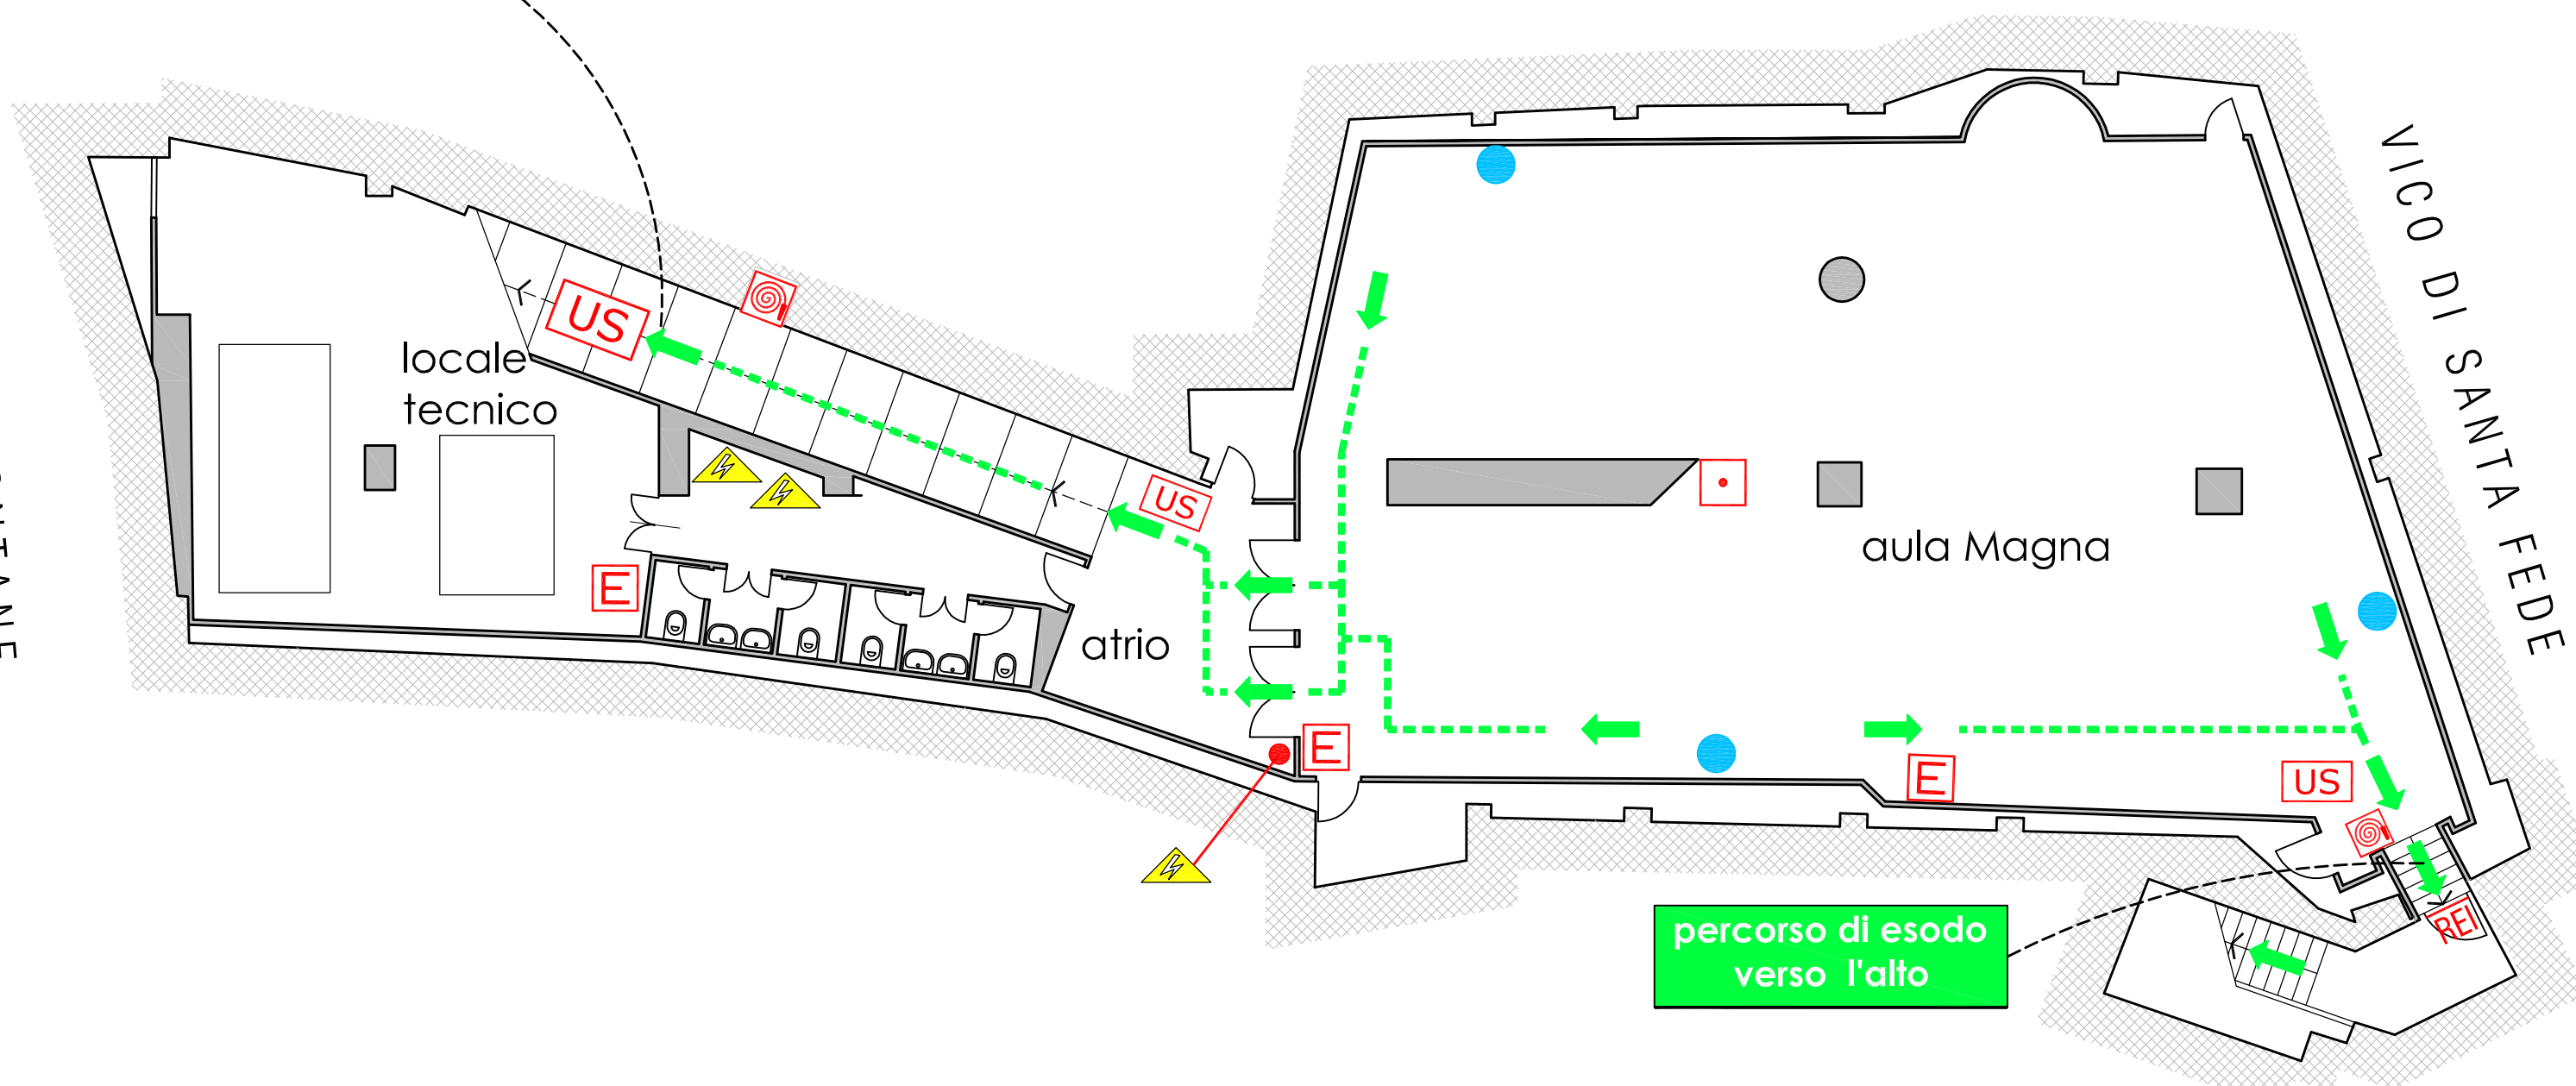 VICO DI SANTA FEDE
US
locale
tecnico
US
aula Magna
E
atrio
E
E
US
REI
percorso di esodo
verso l'alto